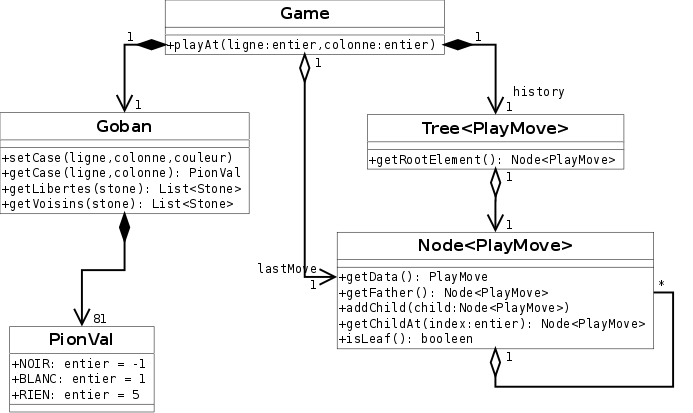 Game
+playAt(ligne:entier,colonne:entier)
1
1
1
1
history
1
Goban
+setCase(ligne,colonne,couleur)
+getCase(ligne,colonne): PionVal
+getLibertes(stone): List<Stone>
+getVoisins(stone): List<Stone>
Tree<PlayMove>
+getRootElement(): Node<PlayMove>
1
1
lastMove
1
Node<PlayMove>
+getData(): PlayMove
+getFather(): Node<PlayMove>
+addChild(child:Node<PlayMove>)
+getChildAt(index:entier): Node<PlayMove>
+isLeaf(): booleen
*
1
81
PionVal
+NOIR: entier = -1
+BLANC: entier = 1
+RIEN: entier = 5